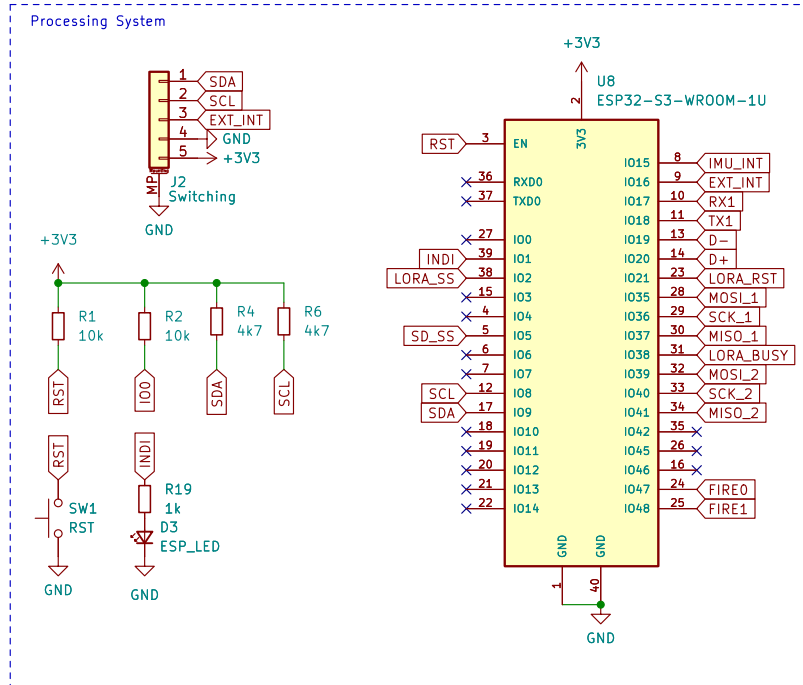 Processing System
1 SDA
2 SCL
3 EXT_INT
4 GND
5 +3V3
MP
J2
Switching
GND
+3V3
R1
10k
R2
10k
R4
4k7
R6
4k7
RST
IO0
SDA
SCL
RST
INDI
SW1
RST
R19
1k
D3
ESP_LED
GND
GND
+3V3
U8
ESP32-S3-WROOM-1U
2
3V3
RST 3 EN
36 RXD0
37 TXD0
27 IO0
INDI 39 IO1
LORA_SS 38 IO2
15 IO3
4 IO4
SD_SS 5 IO5
6 IO6
7 IO7
SCL 12 IO8
SDA 17 IO9
18 IO10
19 IO11
20 IO12
21 IO13
22 IO14
IO15 8 IMU_INT
IO16 9 EXT_INT
IO17 10 RX1
IO18 11 TX1
IO19 13 D-
IO20 14 D+
IO21 23 LORA_RST
IO35 28 MOSI_1
IO36 29 SCK_1
IO37 30 MISO_1
IO38 31 LORA_BUSY
IO39 32 MOSI_2
IO40 33 SCK_2
IO41 34 MISO_2
IO42 35
IO45 26
IO46 16
IO47 24 FIRE0
IO48 25 FIRE1
GND
GND
1
40
GND